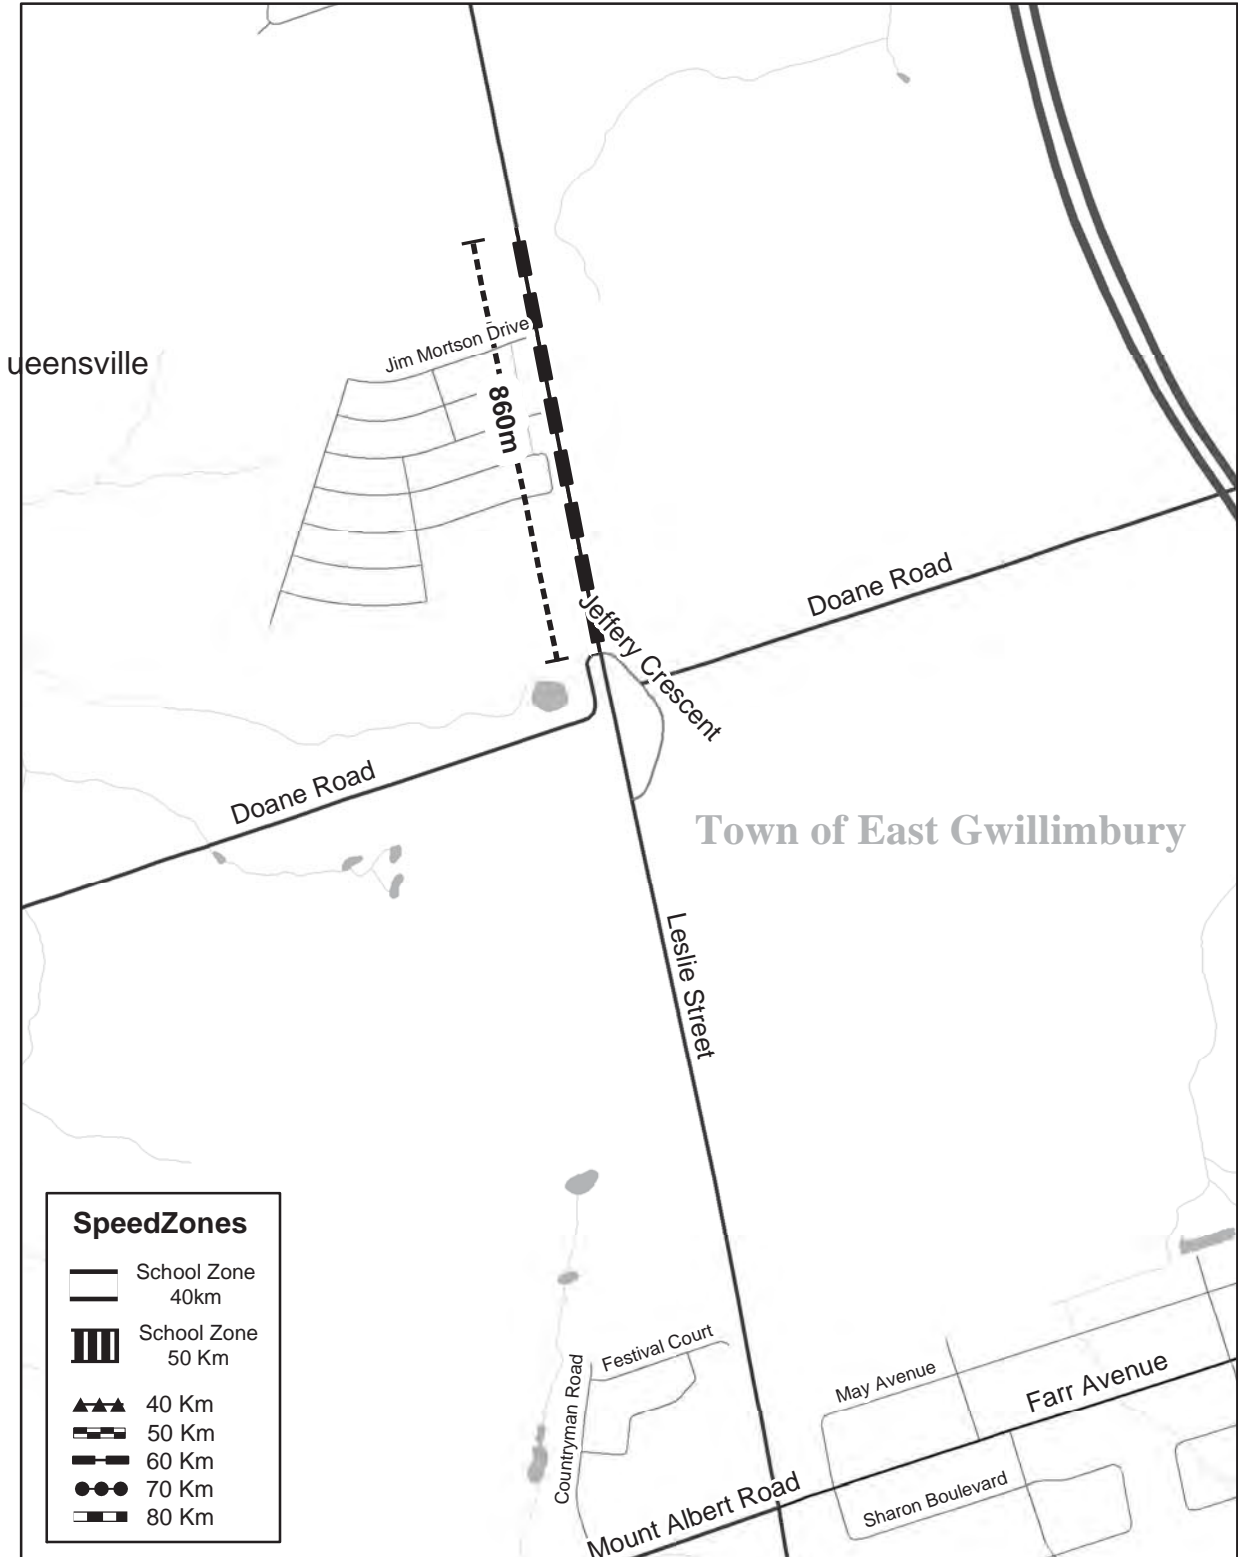 Jim Mortson Drive
ueensville
860m
Jeffery Crescent
Doane Road
Doane Road
Town of East Gwillimbury
Leslie Street
SpeedZones
School Zone
40km
School Zone
50 Km
40 Km
50 Km
60 Km
70 Km
80 Km
Festival Court
Countryman Road
May Avenue
Farr Avenue
Sharon Boulevard
Mount Albert Road